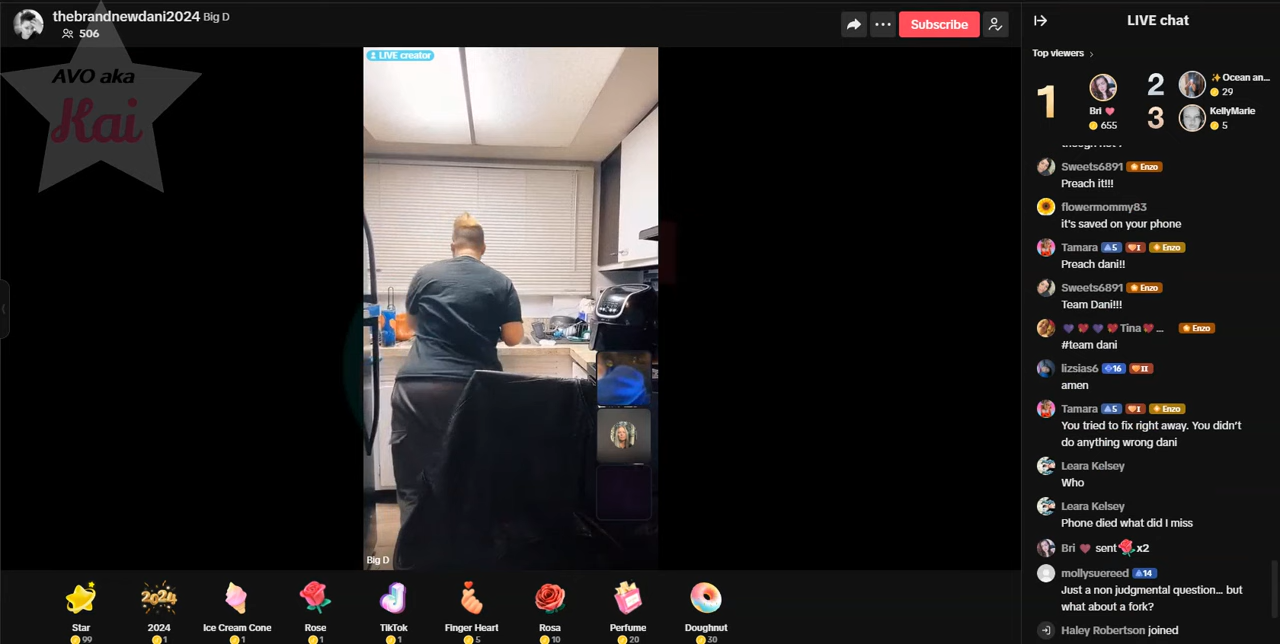 thebrandnewdani2024 Big D
506
Subscribe
AVO aka
Kai
LIVE creator
Big D
LIVE chat
Top viewers
1
Bri
655
2
Ocean an...
29
3
KellyMarie
5
Sweets6891 Enzo
Preach it!!!
flowermommy83
it's saved on your phone
Tamara 5 I Enzo
Preach dani!!
Sweets6891 Enzo
Team Dani!!!
Tina ... Enzo
#team dani
lizsias6 16 II
amen
Tamara 5 I Enzo
You tried to fix right away. You didn't
do anything wrong dani
Leara Kelsey
Who
Leara Kelsey
Phone died what did I miss
Bri sent x2
mollysuereed 14
Just a non judgmental question... but
what about a fork?
Haley Robertson joined
2024
Star
99
2024
1
Ice Cream Cone
1
Rose
1
TikTok
1
Finger Heart
5
Rosa
10
Perfume
20
Doughnut
30